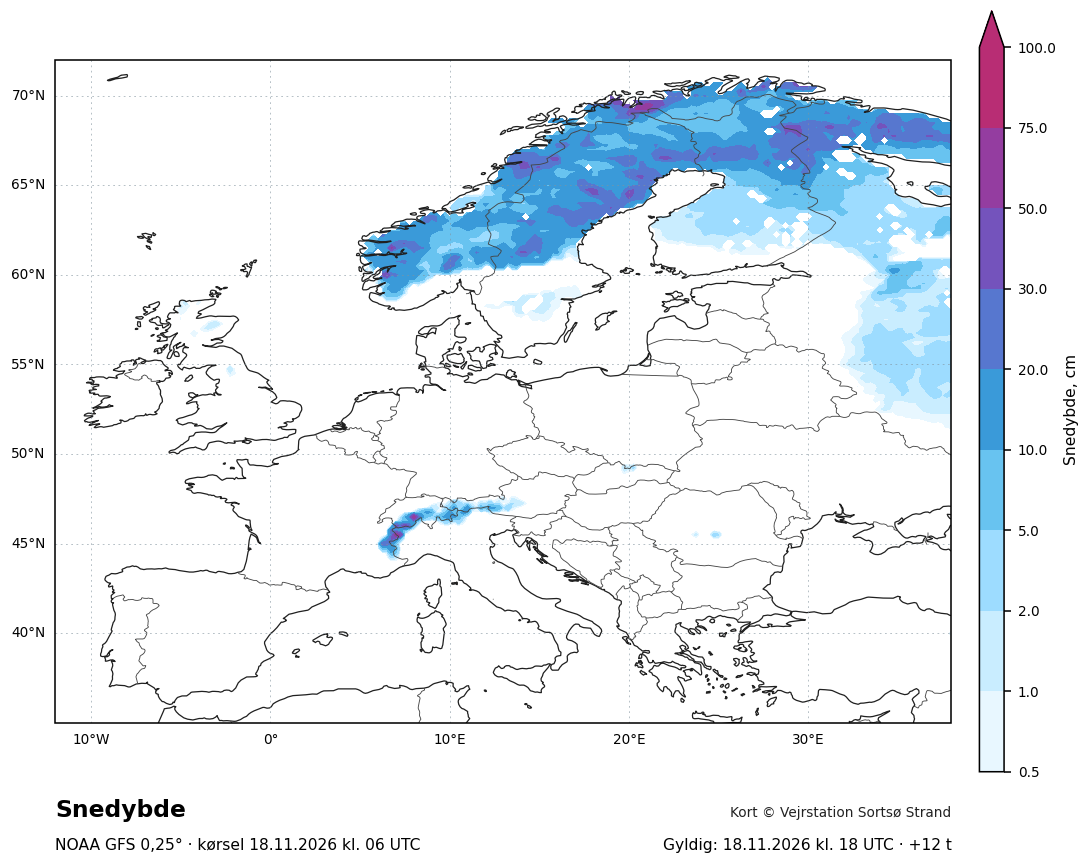 100.0
75.0
50.0
30.0
20.0
10.0
5.0
2.0
1.0
0.5
Snedybde, cm
70°N
65°N
60°N
55°N
50°N
45°N
40°N
10°W
0°
10°E
20°E
30°E
Snedybde
Kort © Vejrstation Sortsø Strand
NOAA GFS 0,25° · kørsel 18.11.2026 kl. 06 UTC
Gyldig: 18.11.2026 kl. 18 UTC · +12 t